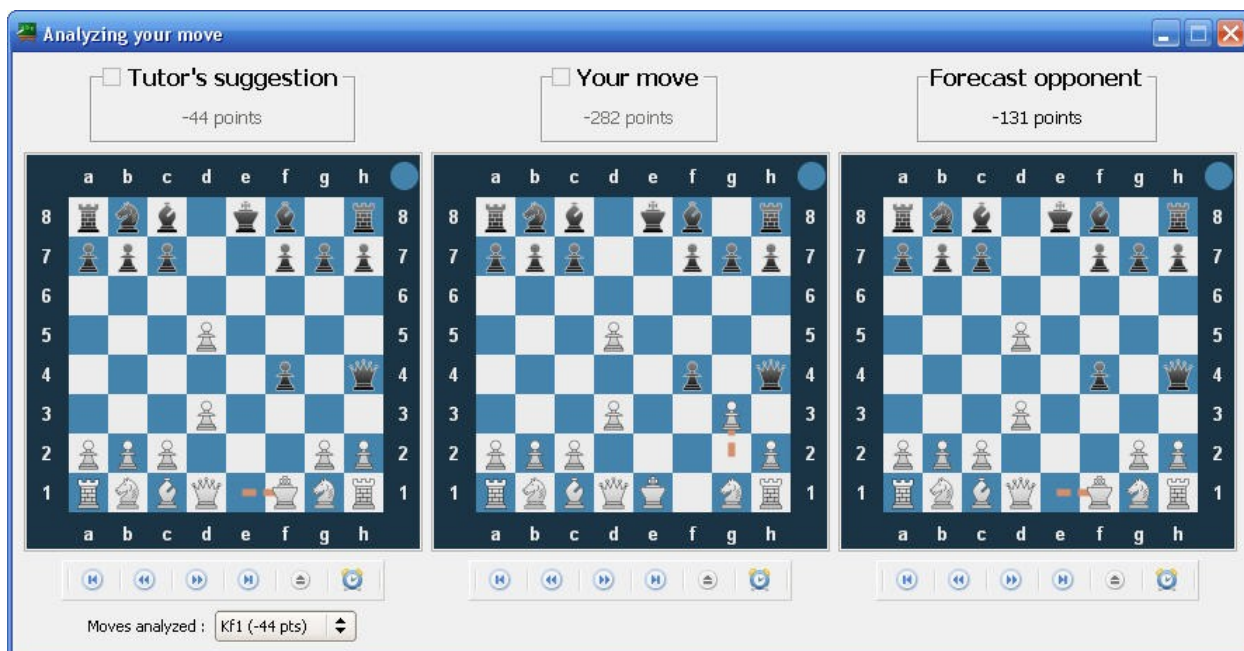 Analyzing your move
Tutor's suggestion
-44 points
Your move
-282 points
Forecast opponent
-131 points
a b c d e f g h
8 8
7 7
6 6
5 5
4 4
3 3
2 2
1 1
a b c d e f g h
a b c d e f g h
8 8
7 7
6 6
5 5
4 4
3 3
2 2
1 1
a b c d e f g h
a b c d e f g h
8 8
7 7
6 6
5 5
4 4
3 3
2 2
1 1
a b c d e f g h
Moves analyzed : Kf1 (-44 pts)